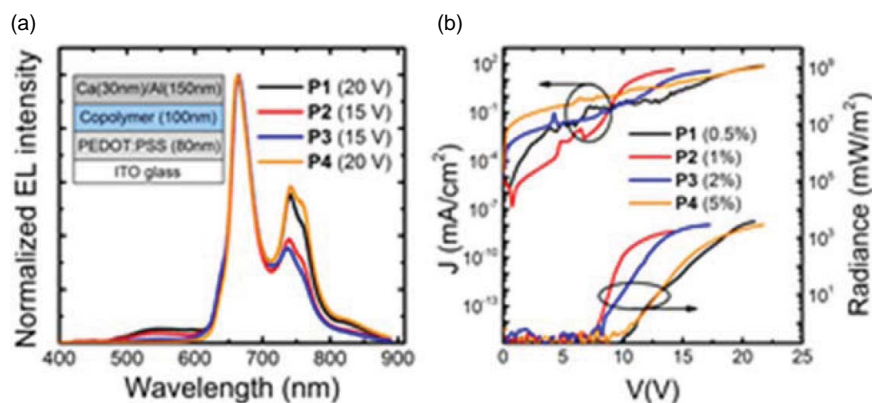 (a)
Normalized EL intensity
Ca(30nm)/Al(150nm)
Copolymer (100nm)
PEDOT:PSS (80nm)
ITO glass
P1 (20 V)
P2 (15 V)
P3 (15 V)
P4 (20 V)
400 500 600 700 800 900
Wavelength (nm)
(b)
J (mA/cm²)
10²
10⁻¹
10⁻⁴
10⁻⁷
10⁻¹⁰
10⁻¹³
P1 (0.5%)
P2 (1%)
P3 (2%)
P4 (5%)
10⁹
10⁷
10⁵
10³
10¹
Radiance (mW/m²)
0 5 10 15 20 25
V(V)